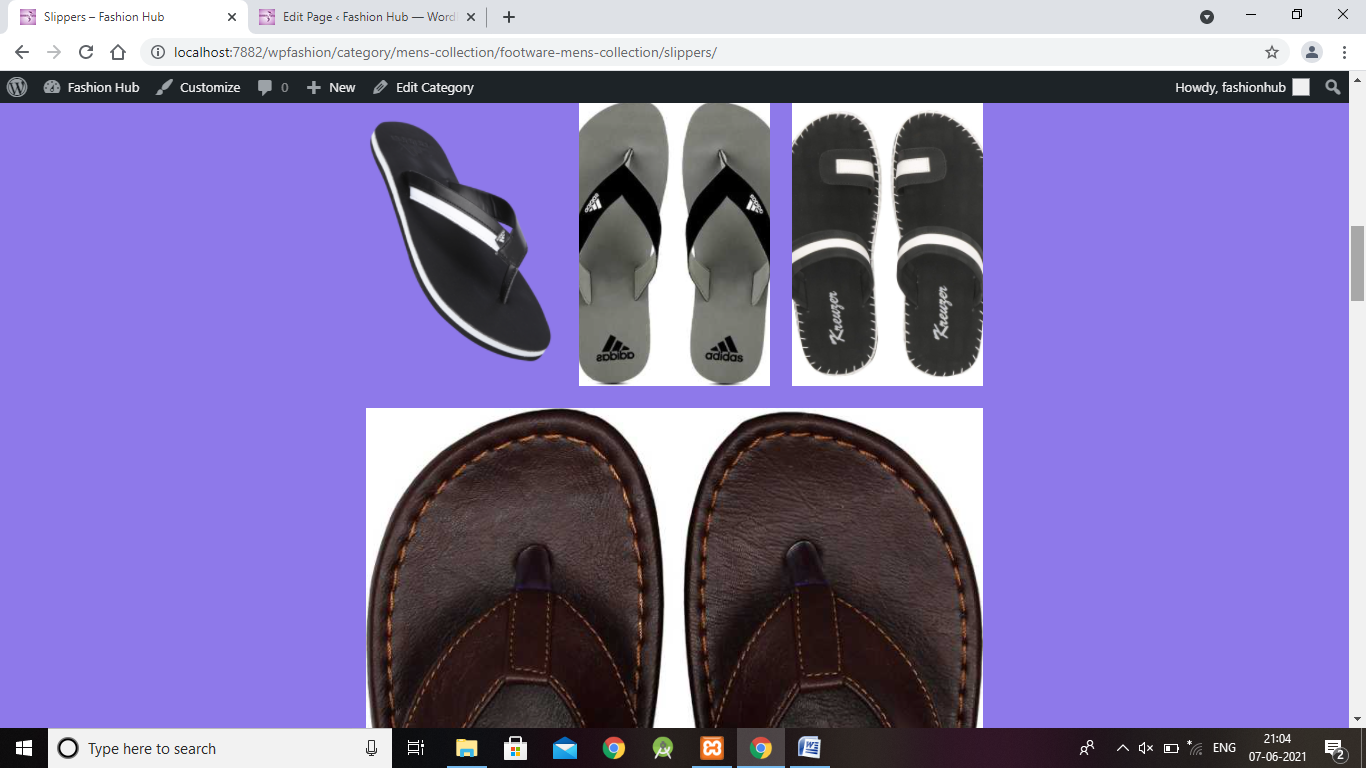 Slippers – Fashion Hub
Edit Page ‹ Fashion Hub — Word
localhost:7882/wpfashion/category/mens-collection/footware-mens-collection/slippers/
Fashion Hub Customize 0 New Edit Category Howdy, fashionhub
adidas adidas
adidas adidas
Kreuzer Kreuzer
Type here to search
ENG
21:04
07-06-2021
2